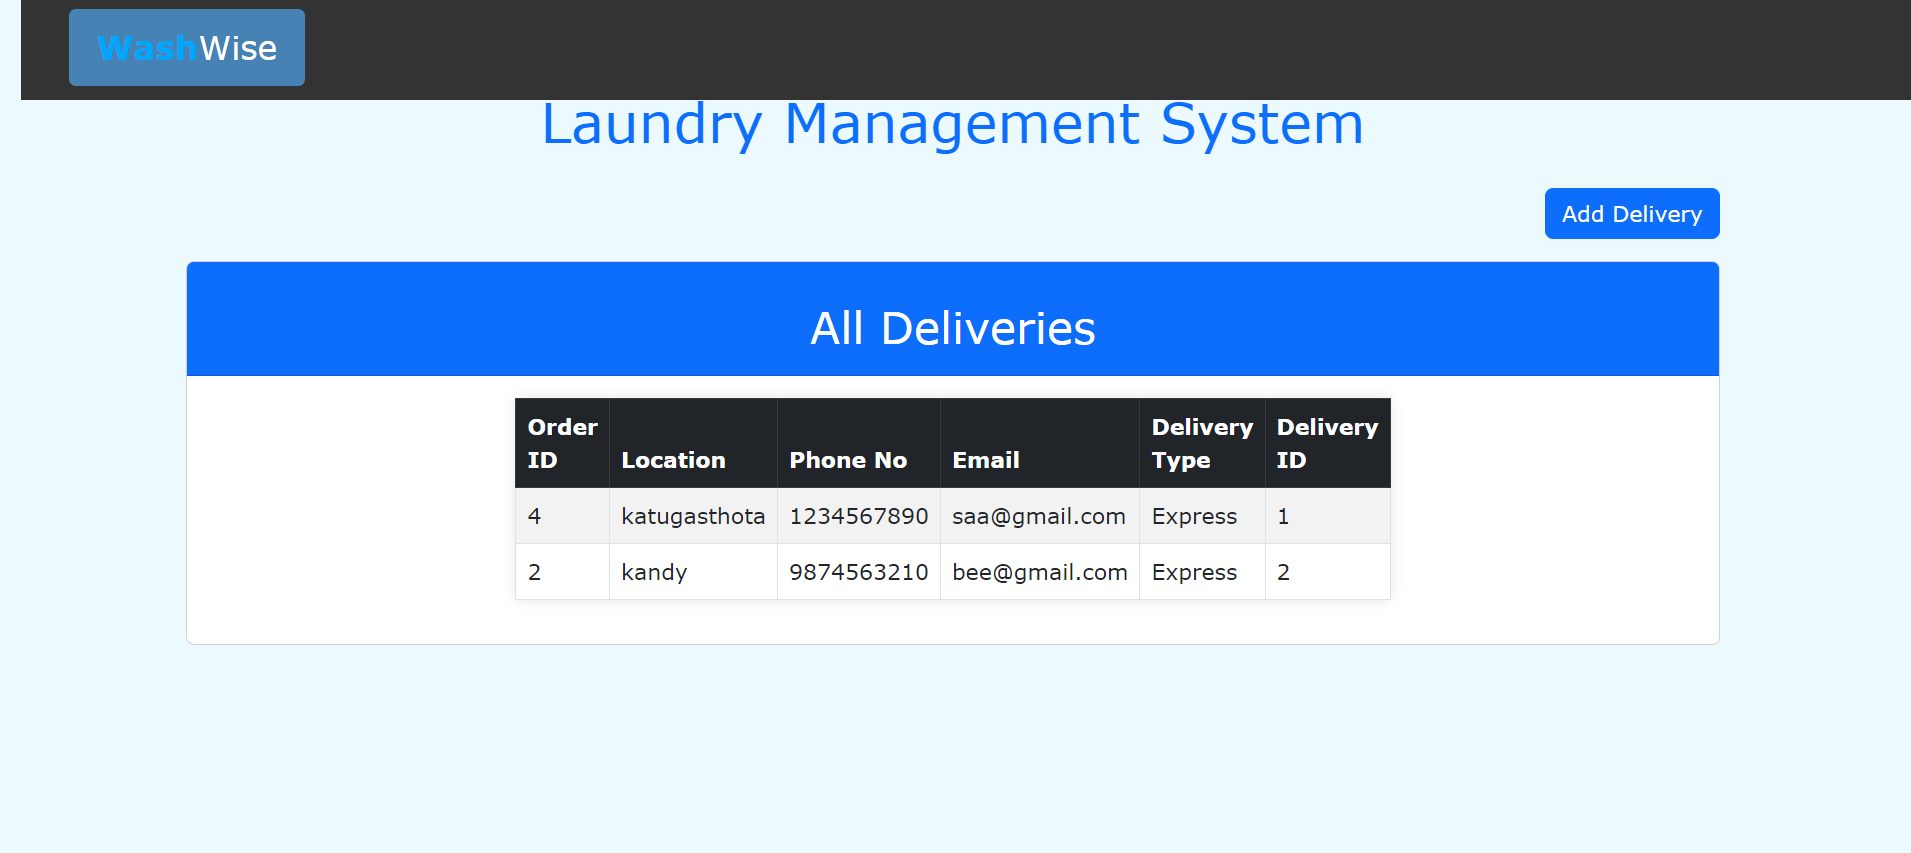 WashWise
Laundry Management System
Add Delivery
All Deliveries
Order ID Location Phone No Email Delivery Type Delivery ID
4 katugasthota 1234567890 saa@gmail.com Express 1
2 kandy 9874563210 bee@gmail.com Express 2